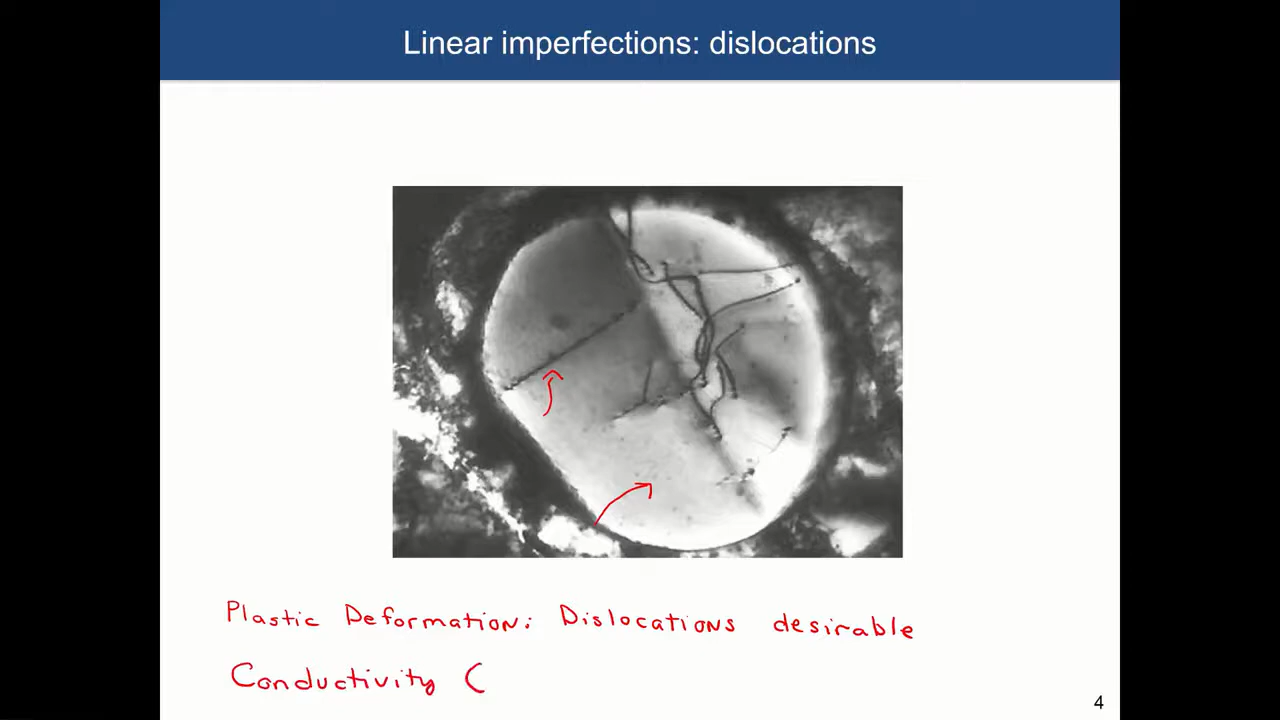 Linear imperfections: dislocations
Plastic Deformation: Dislocations desirable
Conductivity (
4